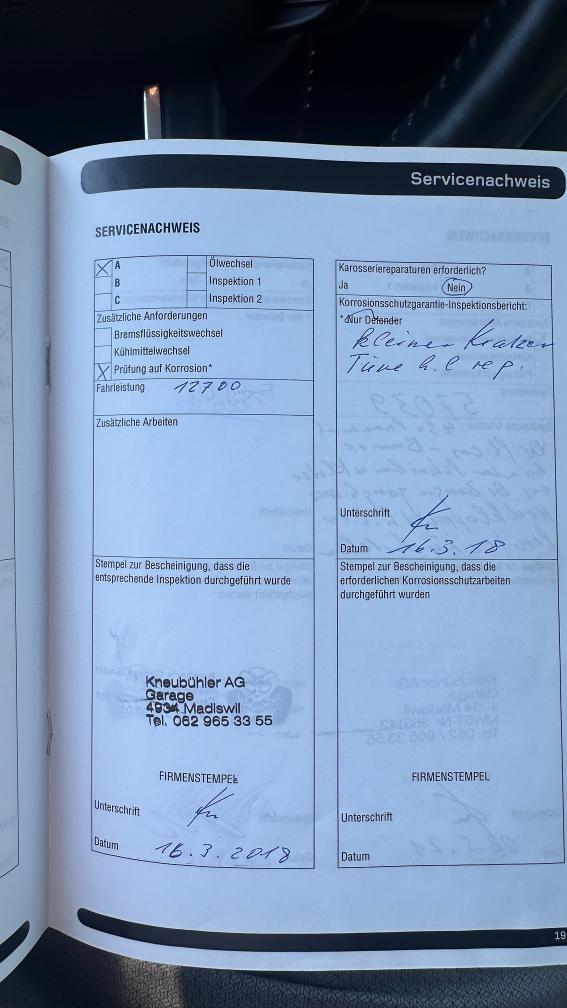 Servicenachweis
SERVICENACHWEIS
A
Ölwechsel
B
Inspektion 1
C
Inspektion 2
Zusätzliche Anforderungen
Bremsflüssigkeitswechsel
Kühlmittelwechsel
Prüfung auf Korrosion*
Fahrleistung 12700
Zusätzliche Arbeiten
Stempel zur Bescheinigung, dass die
entsprechende Inspektion durchgeführt wurde
Kneubühler AG
Garage
4934 Madiswil
Tel. 062 965 33 55
FIRMENSTEMPEL
Unterschrift
Datum 16.3.2018
Karosseriereparaturen erforderlich?
Ja Nein
Korrosionsschutzgarantie-Inspektionsbericht:
*Nur Defender
kleiner Kratzer
Türe h.l rep.
Unterschrift
Datum 16.3.18
Stempel zur Bescheinigung, dass die
erforderlichen Korrosionsschutzarbeiten
durchgeführt wurden
FIRMENSTEMPEL
Unterschrift
Datum
19